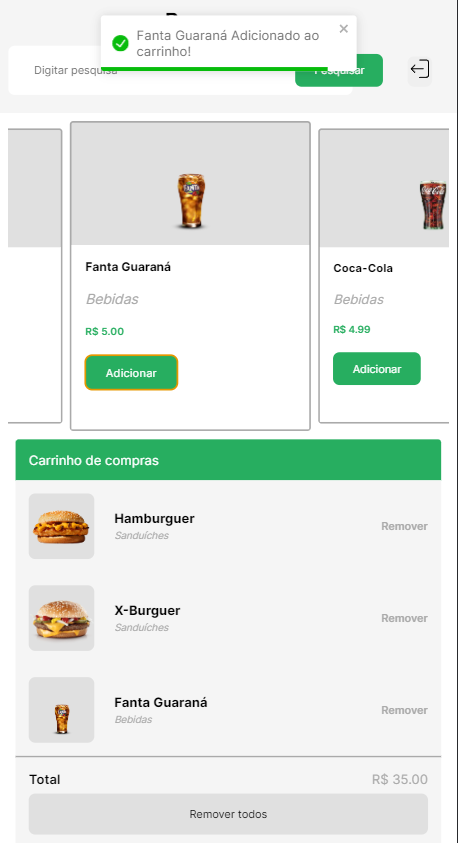 Fanta Guaraná Adicionado ao
carrinho!
Digitar pesquisa
Pesquisar
Fanta Guaraná
Bebidas
R$ 5.00
Adicionar
Coca-Cola
Bebidas
R$ 4.99
Adicionar
Carrinho de compras
Hamburguer
Sanduíches
Remover
X-Burguer
Sanduíches
Remover
Fanta Guaraná
Bebidas
Remover
Total
R$ 35.00
Remover todos